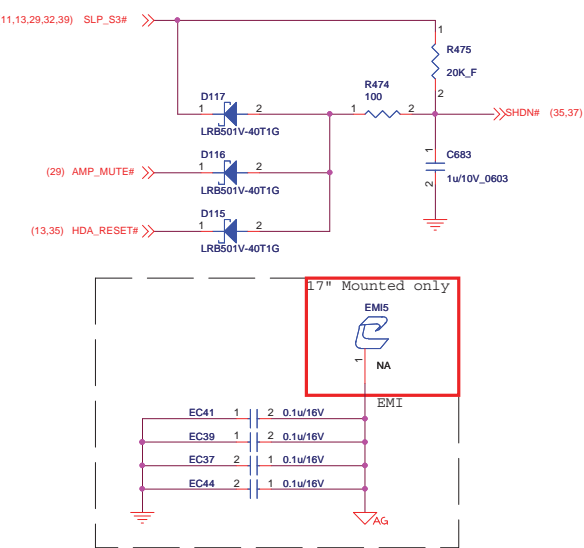 11,13,29,32,39) SLP_S3#
1
R475
20K_F
2
R474
100
1 2
SHDN# (35,37)
D117
1 2
LRB501V-40T1G
D116
(29) AMP_MUTE# 1 2
LRB501V-40T1G
1
C683
1u/10V_0603
2
D115
(13,35) HDA_RESET# 1 2
LRB501V-40T1G
17" Mounted only
EMI5
1
NA
EMI
EC41 1 2 0.1u/16V
EC39 1 2 0.1u/16V
EC37 2 1 0.1u/16V
EC44 2 1 0.1u/16V
AG